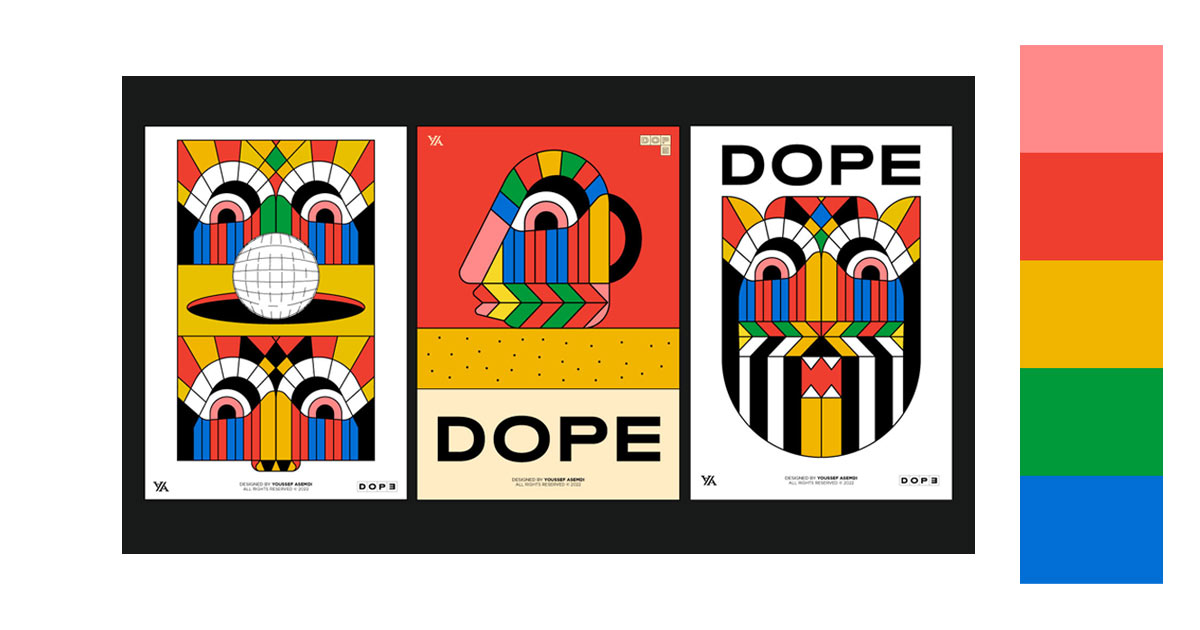 DESIGNED BY YOUSSEF ASEMDI
ALL RIGHTS RESERVED © 2022
DOPE
YA
DOP
E
DOPE
DESIGNED BY YOUSSEF ASEMDI
ALL RIGHTS RESERVED © 2022
DOPE
YA
DESIGNED BY YOUSSEF ASEMDI
ALL RIGHTS RESERVED © 2022
DOPE
YA